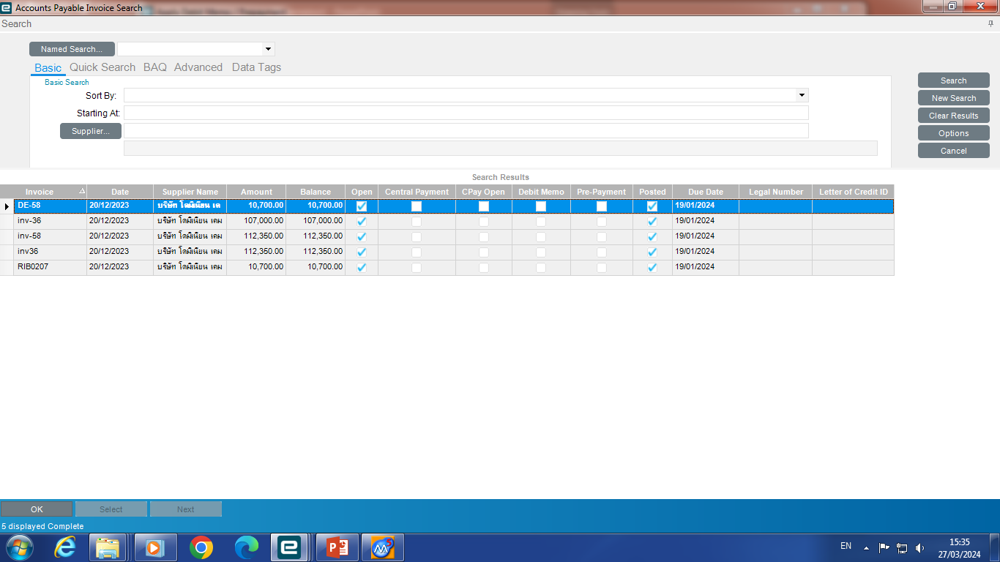 Accounts Payable Invoice Search
Search
Named Search...
Basic Quick Search BAQ Advanced Data Tags
Basic Search
Sort By:
Starting At:
Supplier...
Search
New Search
Clear Results
Options
Cancel
Search Results
Invoice Date Supplier Name Amount Balance Open Central Payment CPay Open Debit Memo Pre-Payment Posted Due Date Legal Number Letter of Credit ID
DE-58 20/12/2023 บริษัท โดมิเนียน เค 10,700.00 10,700.00 19/01/2024
inv-36 20/12/2023 บริษัท โดมิเนียน เคม 107,000.00 107,000.00 19/01/2024
inv-58 20/12/2023 บริษัท โดมิเนียน เคม 112,350.00 112,350.00 19/01/2024
inv36 20/12/2023 บริษัท โดมิเนียน เคม 112,350.00 112,350.00 19/01/2024
RIB0207 20/12/2023 บริษัท โดมิเนียน เคม 10,700.00 10,700.00 19/01/2024
OK Select Next
5 displayed Complete
EN
15:35
27/03/2024